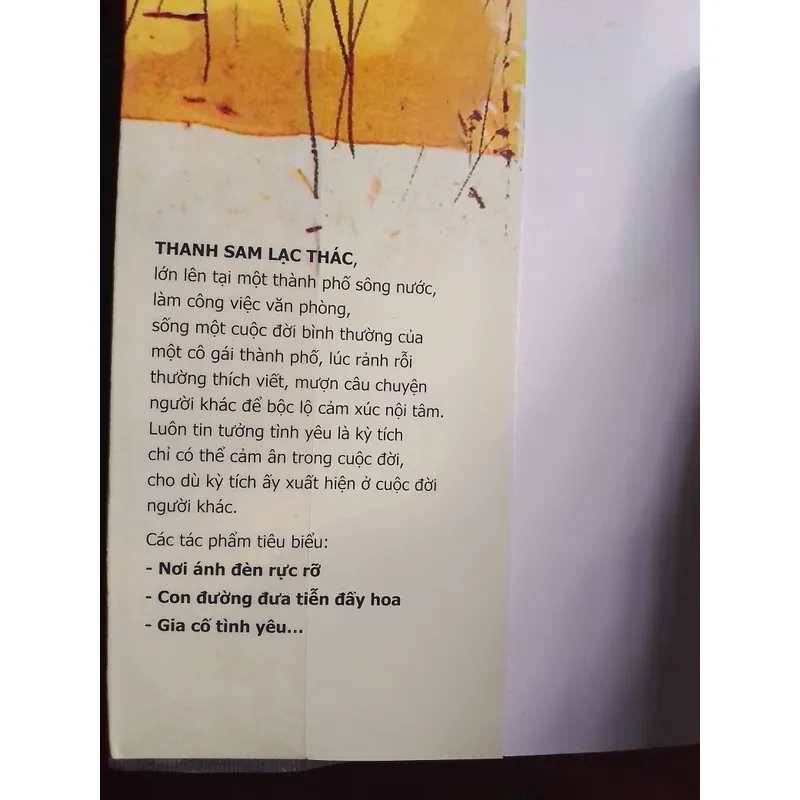 THANH SAM LẠC THÁC,
lớn lên tại một thành phố sông nước,
làm công việc văn phòng,
sống một cuộc đời bình thường của
một cô gái thành phố, lúc rảnh rỗi
thường thích viết, mượn câu chuyện
người khác để bộc lộ cảm xúc nội tâm.
Luôn tin tưởng tình yêu là kỳ tích
chỉ có thể cảm ân trong cuộc đời,
cho dù kỳ tích ấy xuất hiện ở cuộc đời
người khác.
Các tác phẩm tiêu biểu:
- Nơi ánh đèn rực rỡ
- Con đường đưa tiễn đầy hoa
- Gia cố tình yêu...